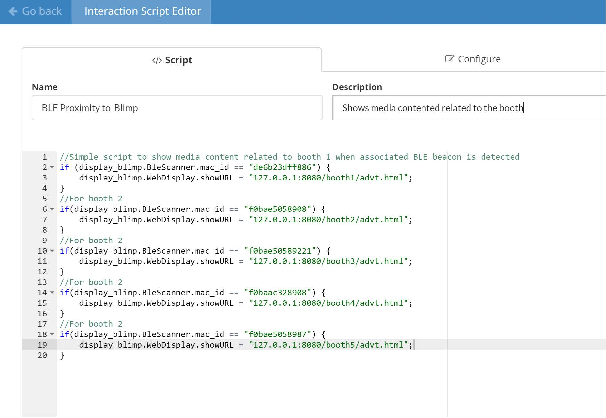 Go back
Interaction Script Editor
</> Script
Configure
Name
Description
BLE Proximity to Blimp
Shows media contented related to the booth
1 //Simple script to show media content related to booth 1 when associated BLE beacon is detected
2 if (display_blimp.BleScanner.mac_id == "de6b23dff886") {
3 display_blimp.WebDisplay.showURL = "127.0.0.1:8080/booth1/advt.html";
4 }
5 //For booth 2
6 if(display_blimp.BleScanner.mac_id == "f0bae5058908") {
7 display_blimp.WebDisplay.showURL = "127.0.0.1:8080/booth2/advt.html";
8 }
9 //For booth 2
10 if(display_blimp.BleScanner.mac_id == "f0bae50589221") {
11 display_blimp.WebDisplay.showURL = "127.0.0.1:8080/booth3/advt.html";
12 }
13 //For booth 2
14 if(display_blimp.BleScanner.mac_id == "f0baac328908") {
15 display_blimp.WebDisplay.showURL = "127.0.0.1:8080/booth4/advt.html";
16 }
17 //For booth 2
18 if(display_blimp.BleScanner.mac_id == "f0bae5058987") {
19 display_blimp.WebDisplay.showURL = "127.0.0.1:8080/booth5/advt.html";
20 }